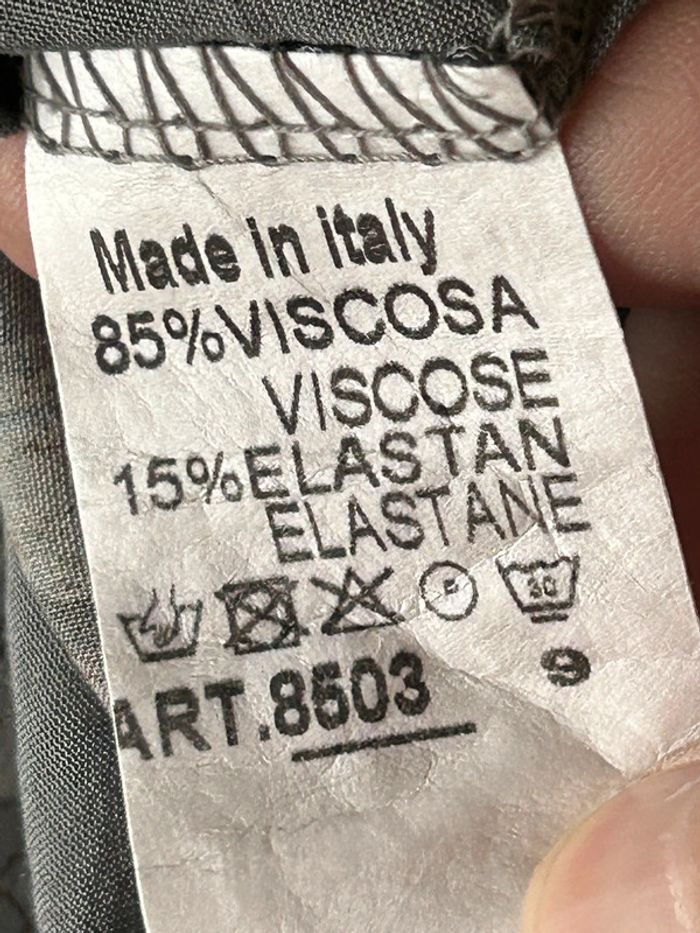 Made in italy
85%VISCOSA
VISCOSE
15%ELASTAN
ELASTANE
P
30
9
ART.8503